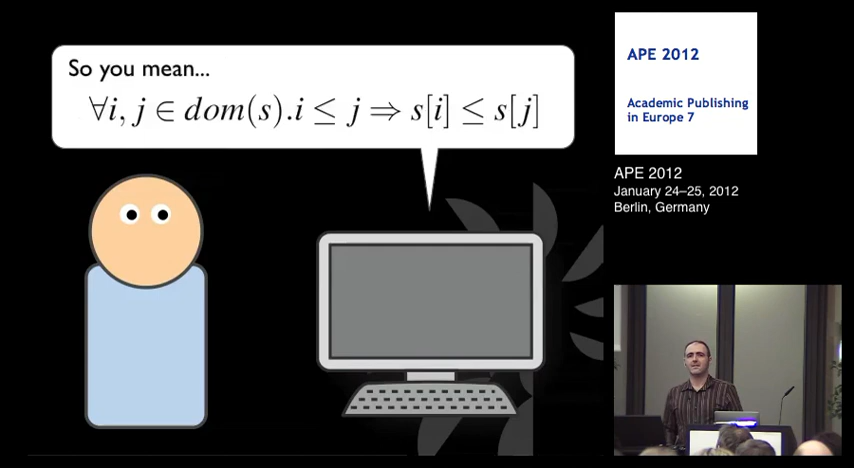 So you mean...
∀i, j ∈ dom(s).i ≤ j ⇒ s[i] ≤ s[j]
APE 2012
Academic Publishing
in Europe 7
APE 2012
January 24–25, 2012
Berlin, Germany